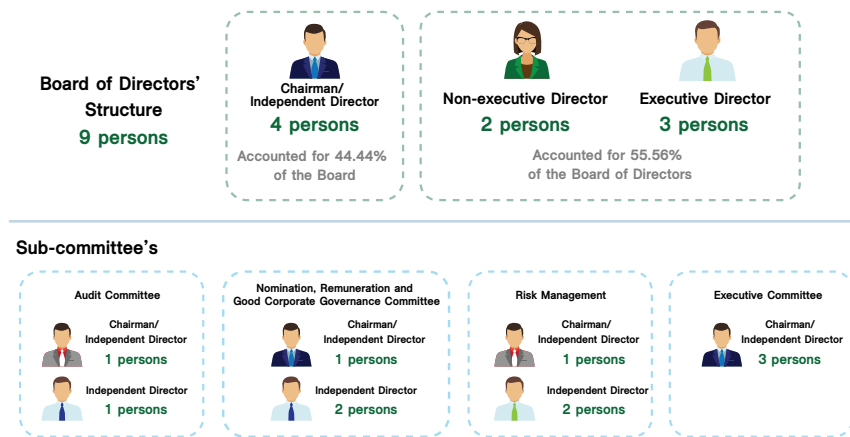 Board of Directors'
Structure
9 persons
Chairman/
Independent Director
4 persons
Accounted for 44.44%
of the Board
Non-executive Director
2 persons
Executive Director
3 persons
Accounted for 55.56%
of the Board of Directors
Sub-committee's
Audit Committee
Chairman/
Independent Director
1 persons
Independent Director
1 persons
Nomination, Remuneration and
Good Corporate Governance Committee
Chairman/
Independent Director
1 persons
Independent Director
2 persons
Risk Management
Chairman/
Independent Director
1 persons
Independent Director
2 persons
Executive Committee
Chairman/
Independent Director
3 persons